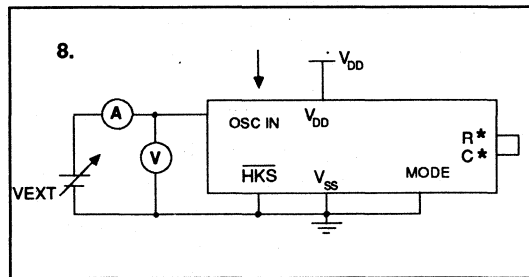 8.
V_DD
A
OSC IN V_DD
R*
C*
V
HKS V_SS MODE
VEXT